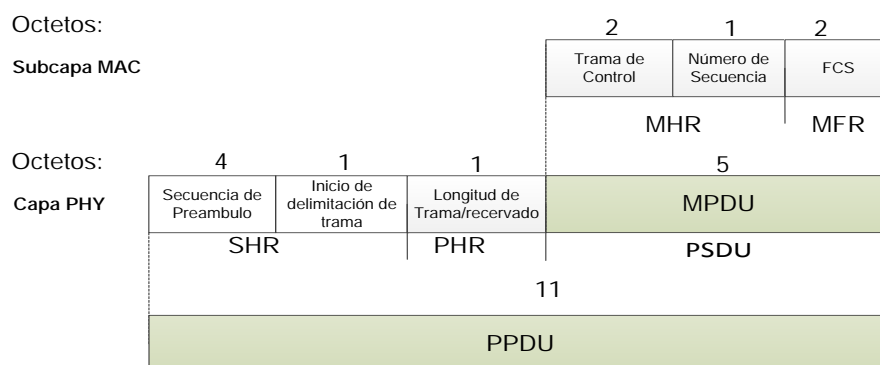 Octetos:
2 1 2
Subcapa MAC
Trama de
Control
Número de
Secuencia
FCS
MHR MFR
Octetos:
4 1 1 5
Capa PHY
Secuencia de
Preambulo
Inicio de
delimitación de
trama
Longitud de
Trama/recervado
MPDU
SHR PHR PSDU
11
PPDU